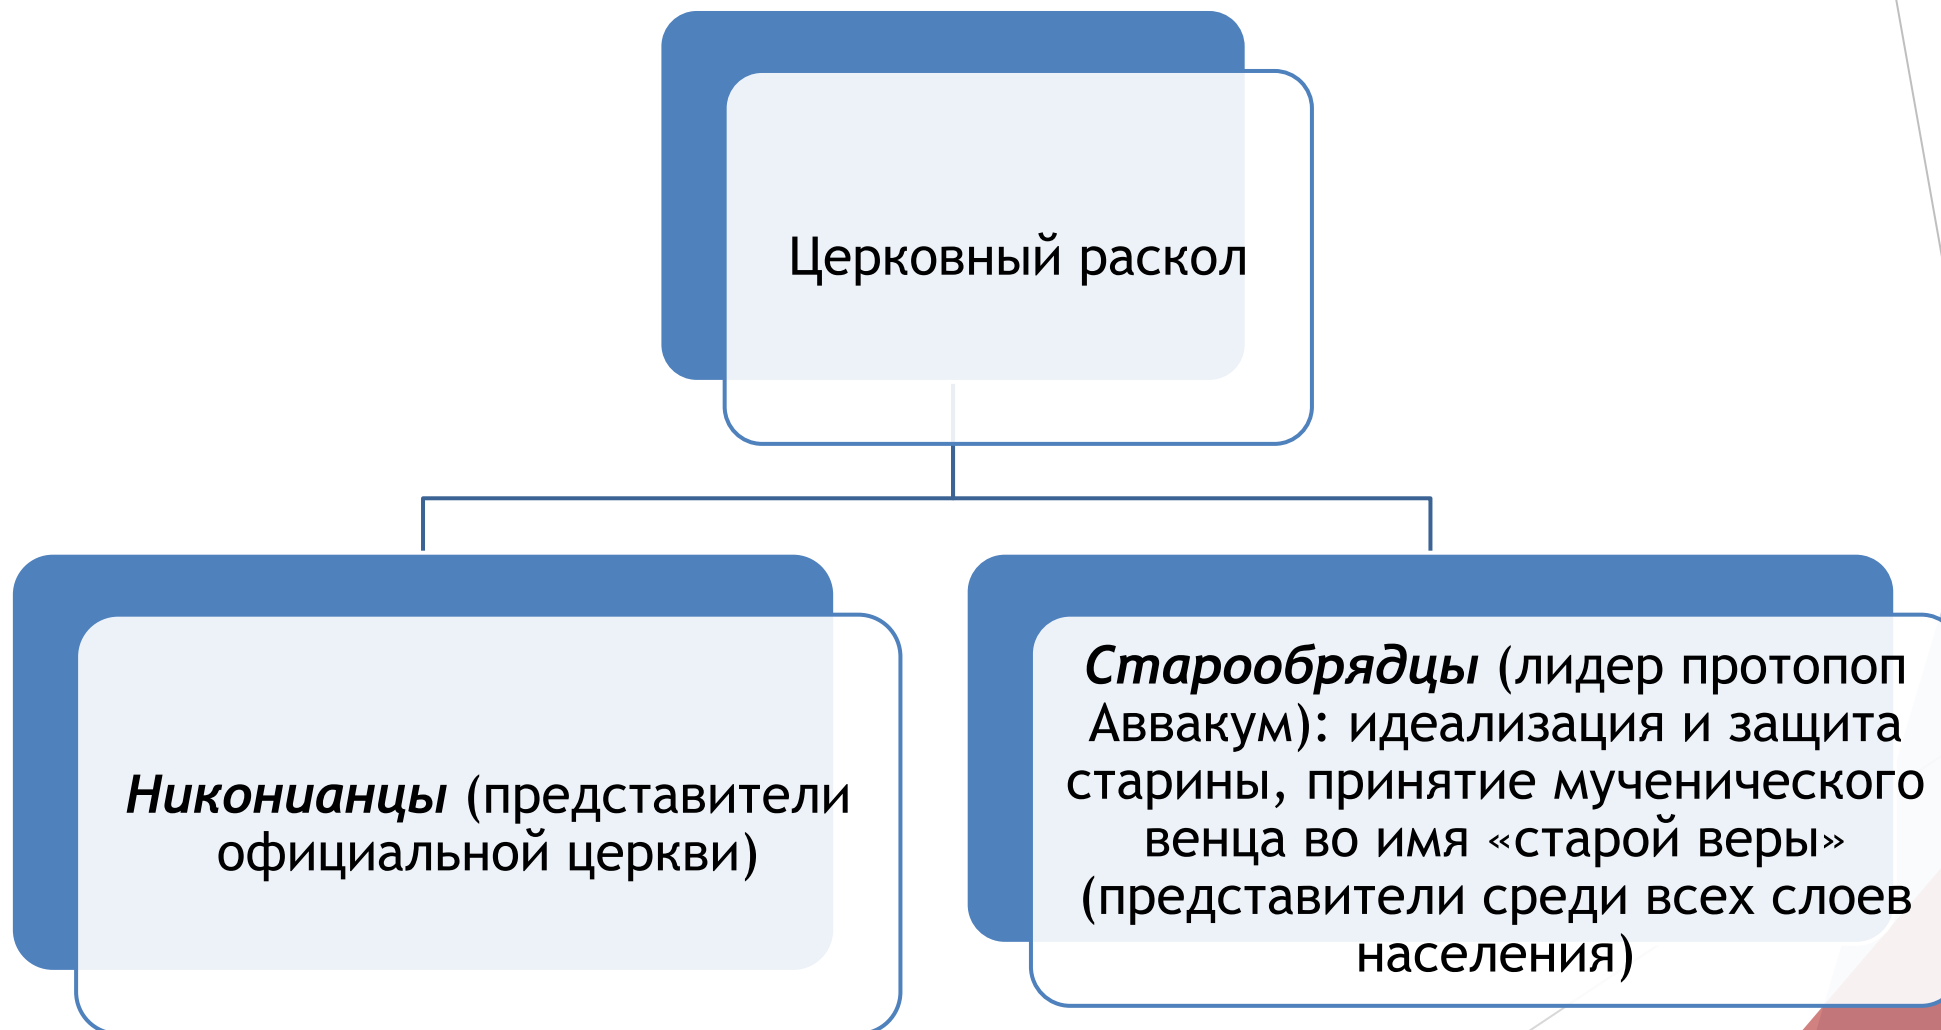 Церковный раскол
Никонианцы (представители
официальной церкви)
Старообрядцы (лидер протопоп
Аввакум): идеализация и защита
старины, принятие мученического
венца во имя «старой веры»
(представители среди всех слоев
населения)